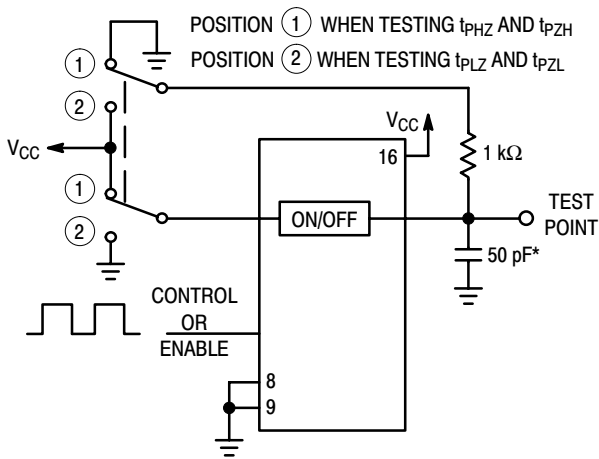 POSITION 1 WHEN TESTING tPHZ AND tPZH
POSITION 2 WHEN TESTING tPLZ AND tPZL
1
2
VCC
1
2
VCC
16
1 kΩ
ON/OFF
TEST
POINT
50 pF*
CONTROL
OR
ENABLE
8
9